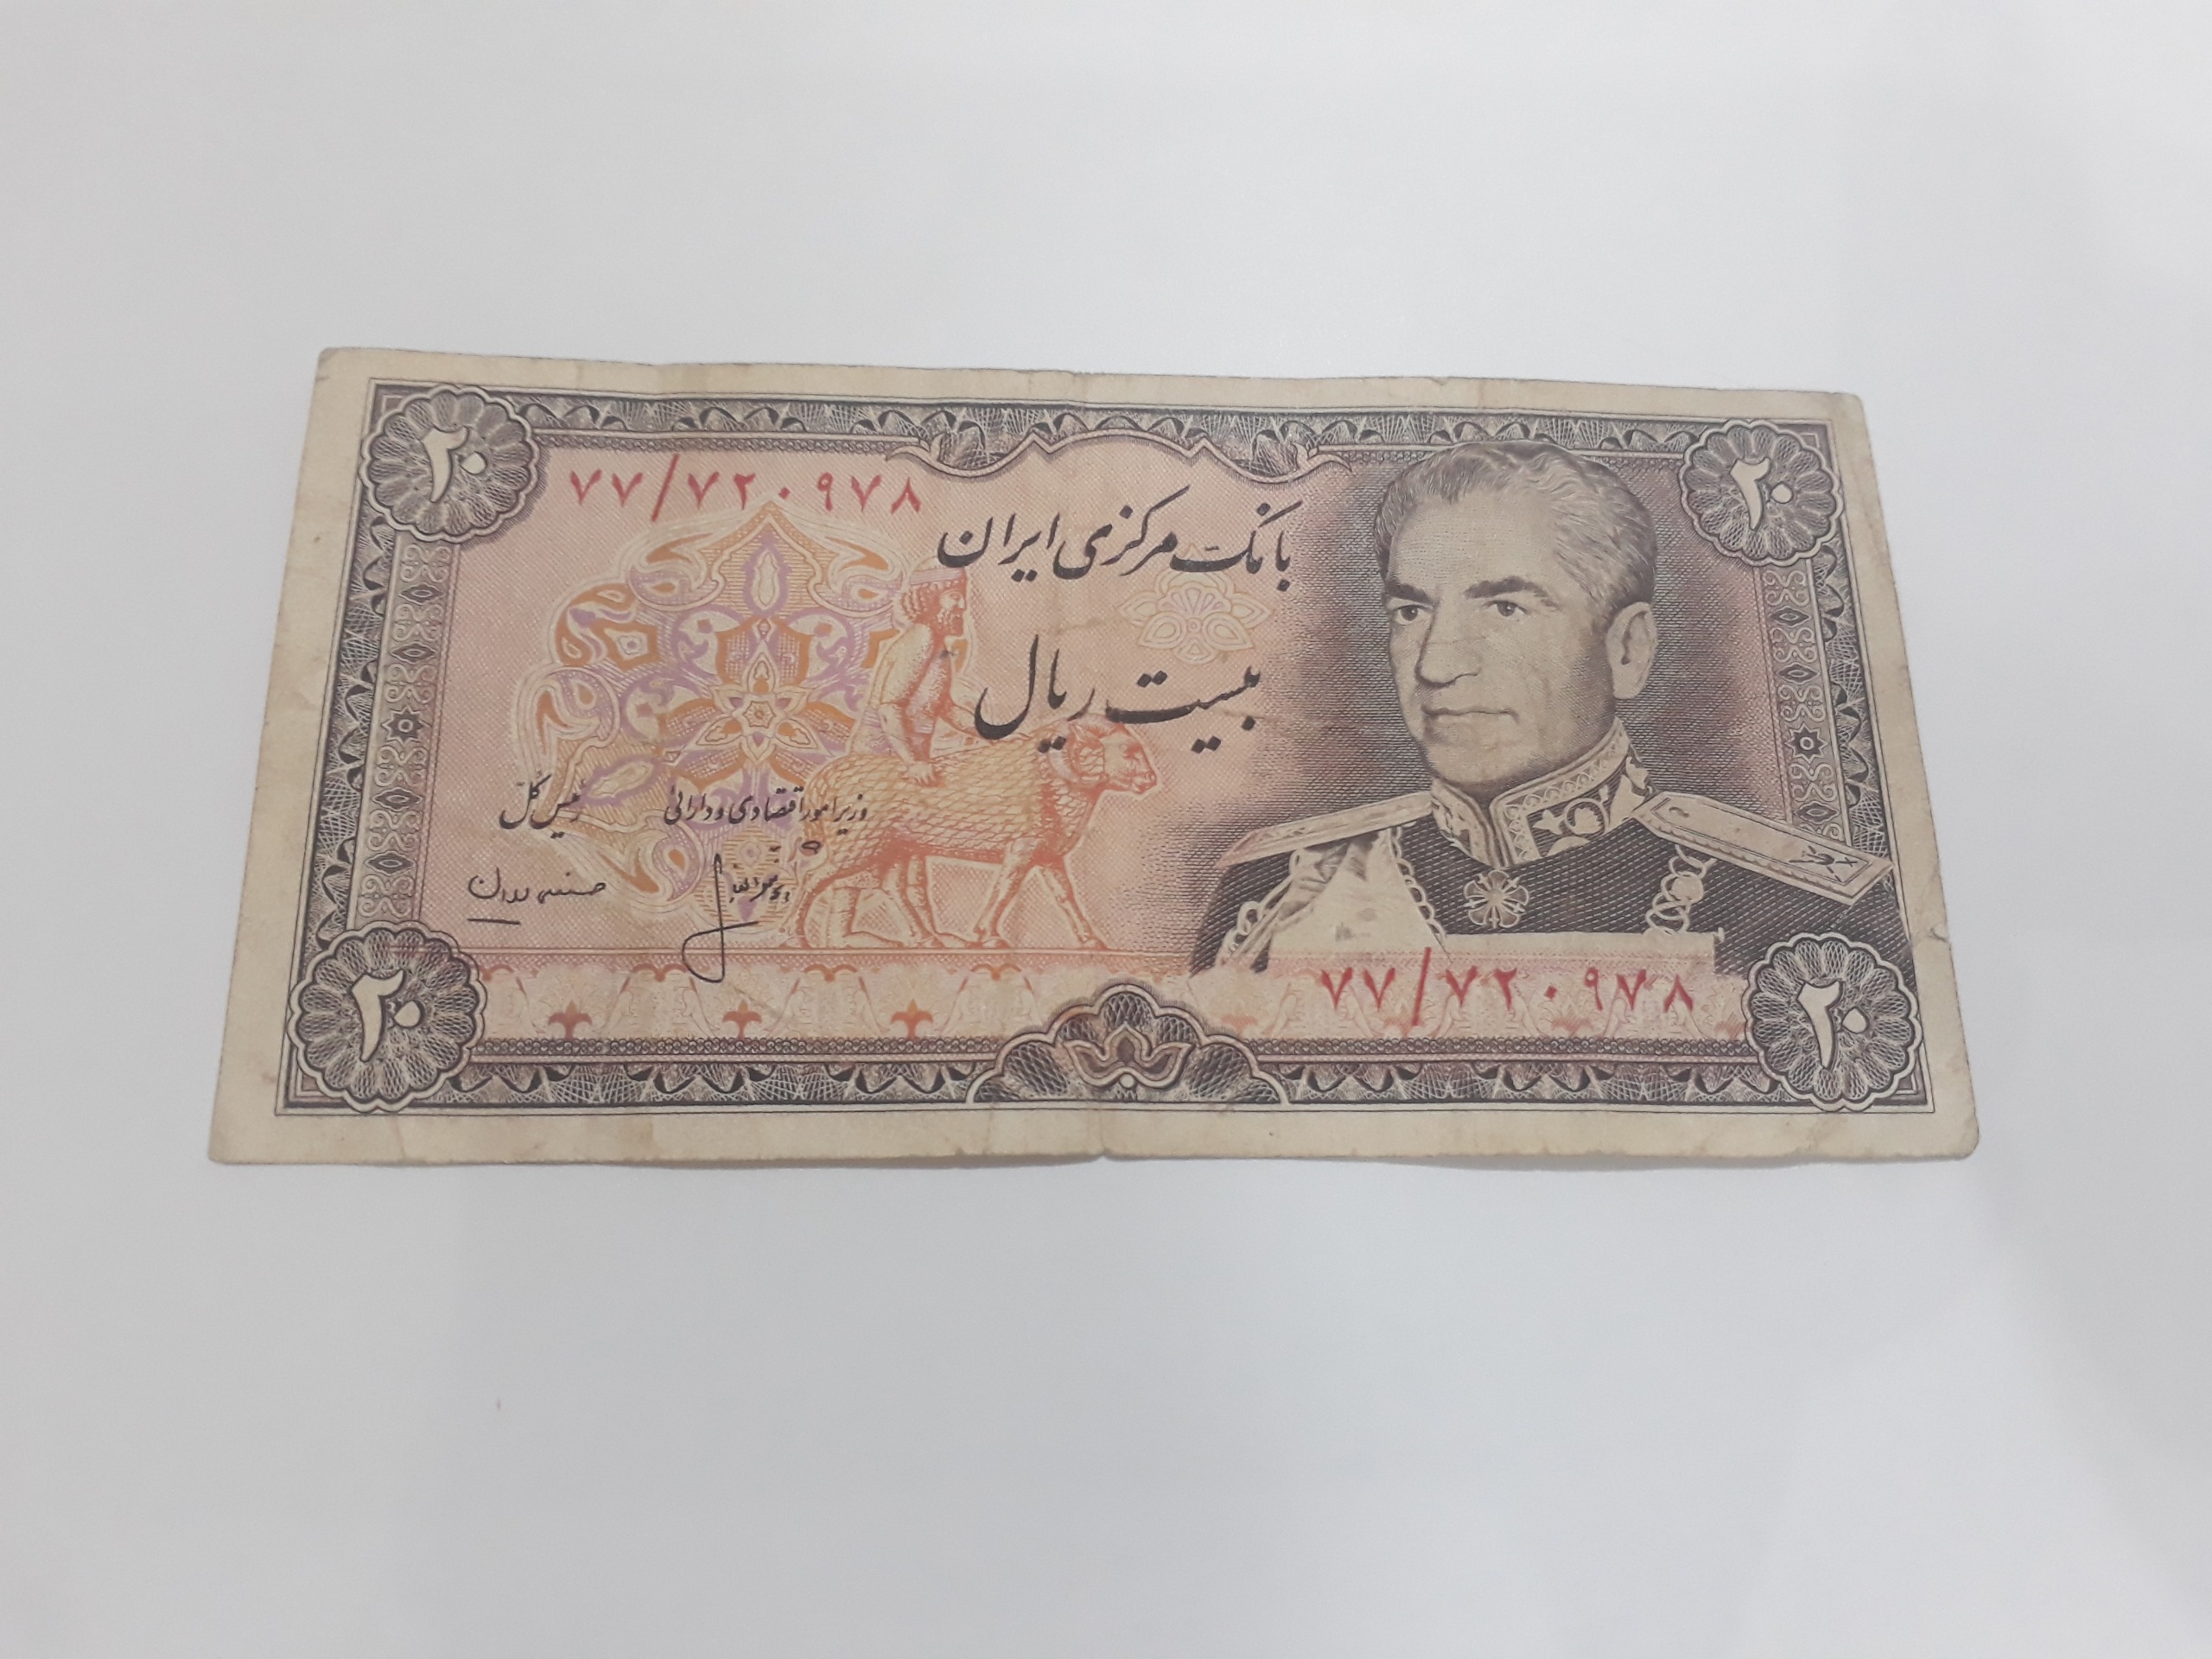 ۲۰
۲۰
۷۷/۷۲۰۹۷۸
بانک مرکزی ایران
بیست ریال
وزیر امور اقتصادی و دارائی
رئیس کل
۷۷/۷۲۰۹۷۸
۲۰
۲۰